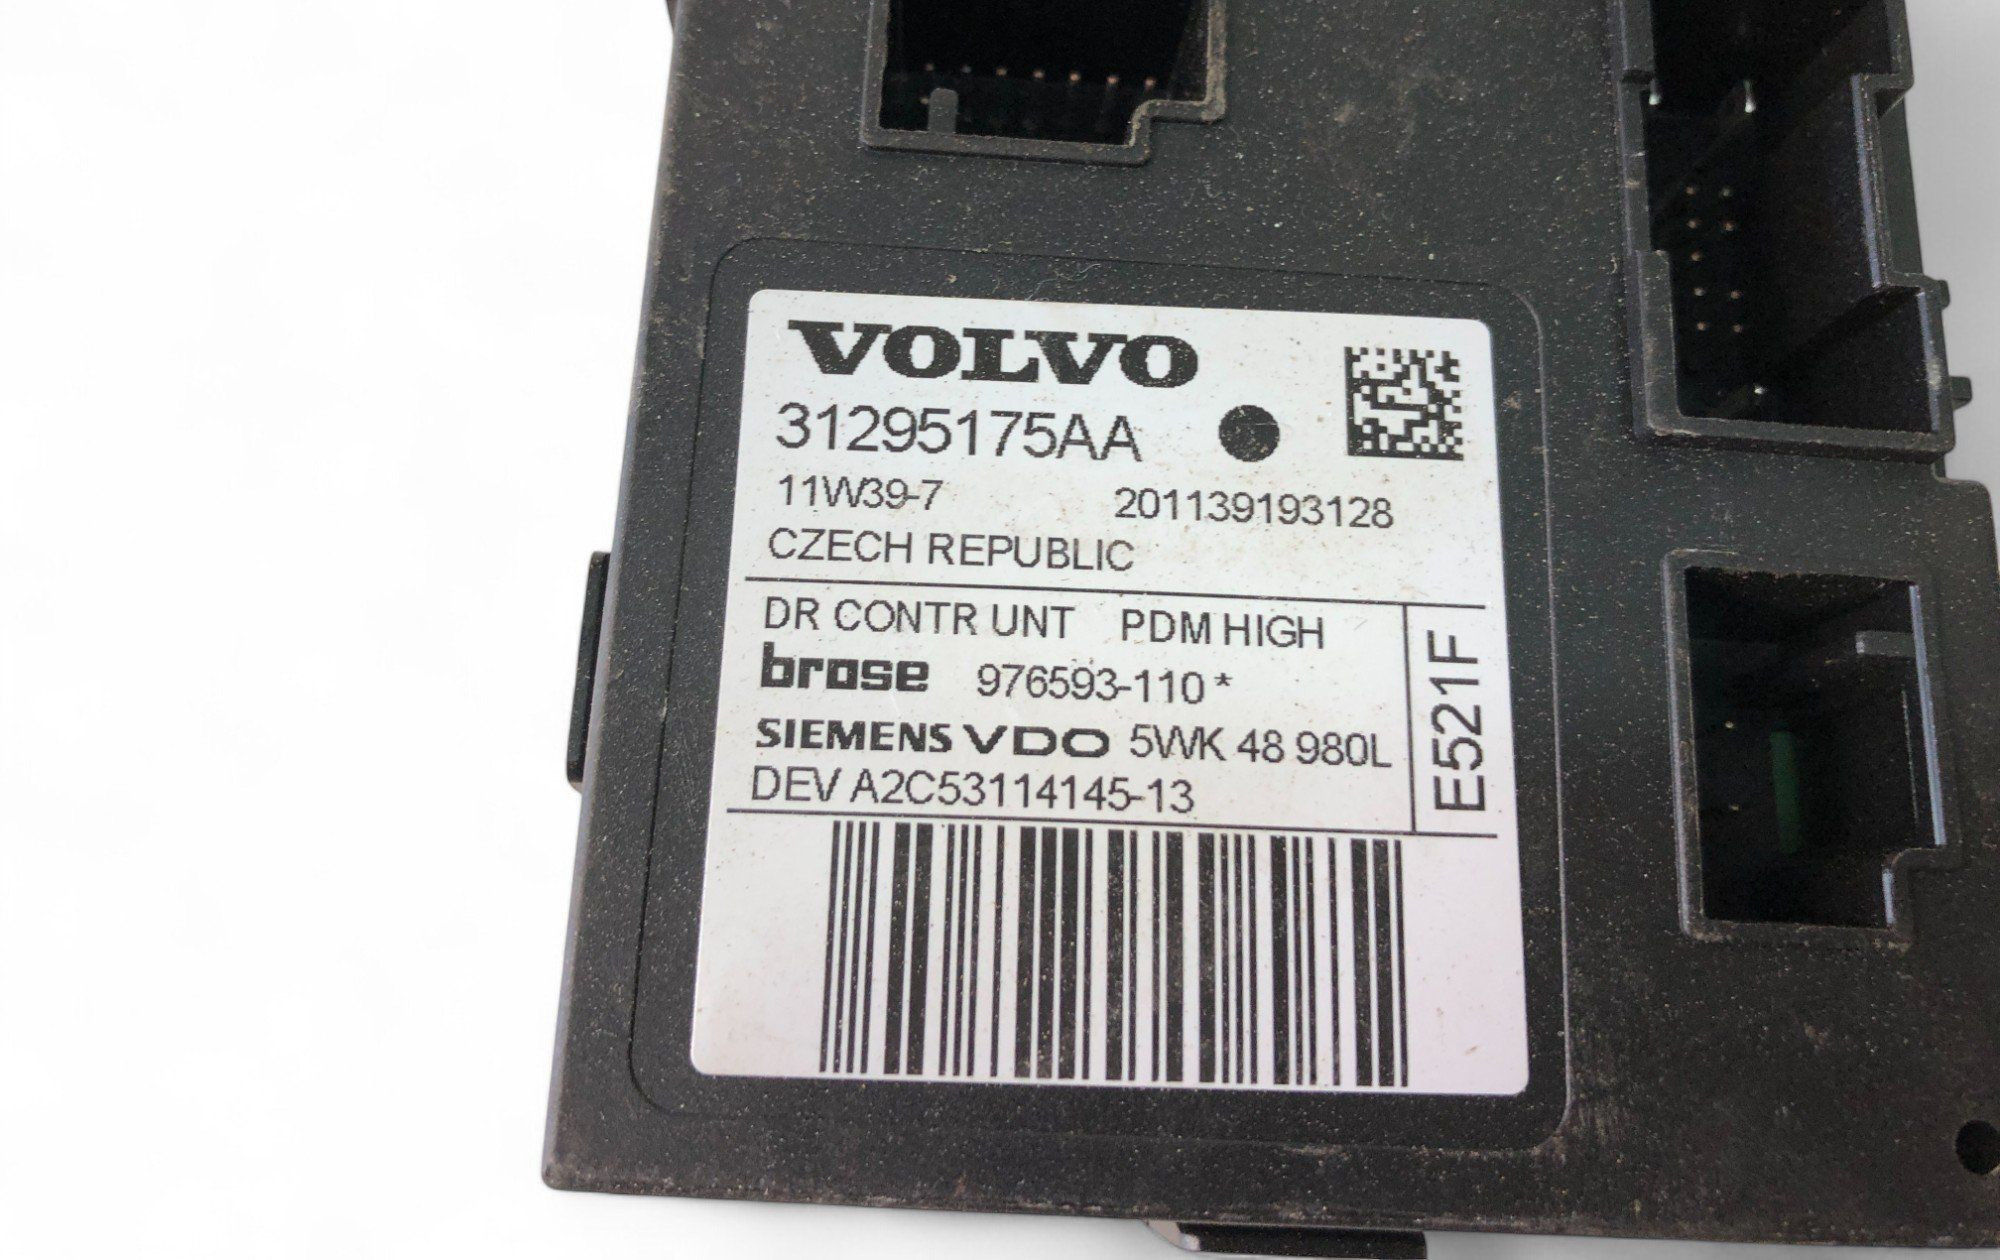 VOLVO
31295175AA
11W39-7 201139193128
CZECH REPUBLIC
DR CONTR UNT PDM HIGH
brose 976593-110*
SIEMENS VDO 5WK 48 980L
DEV A2C53114145-13
E521F